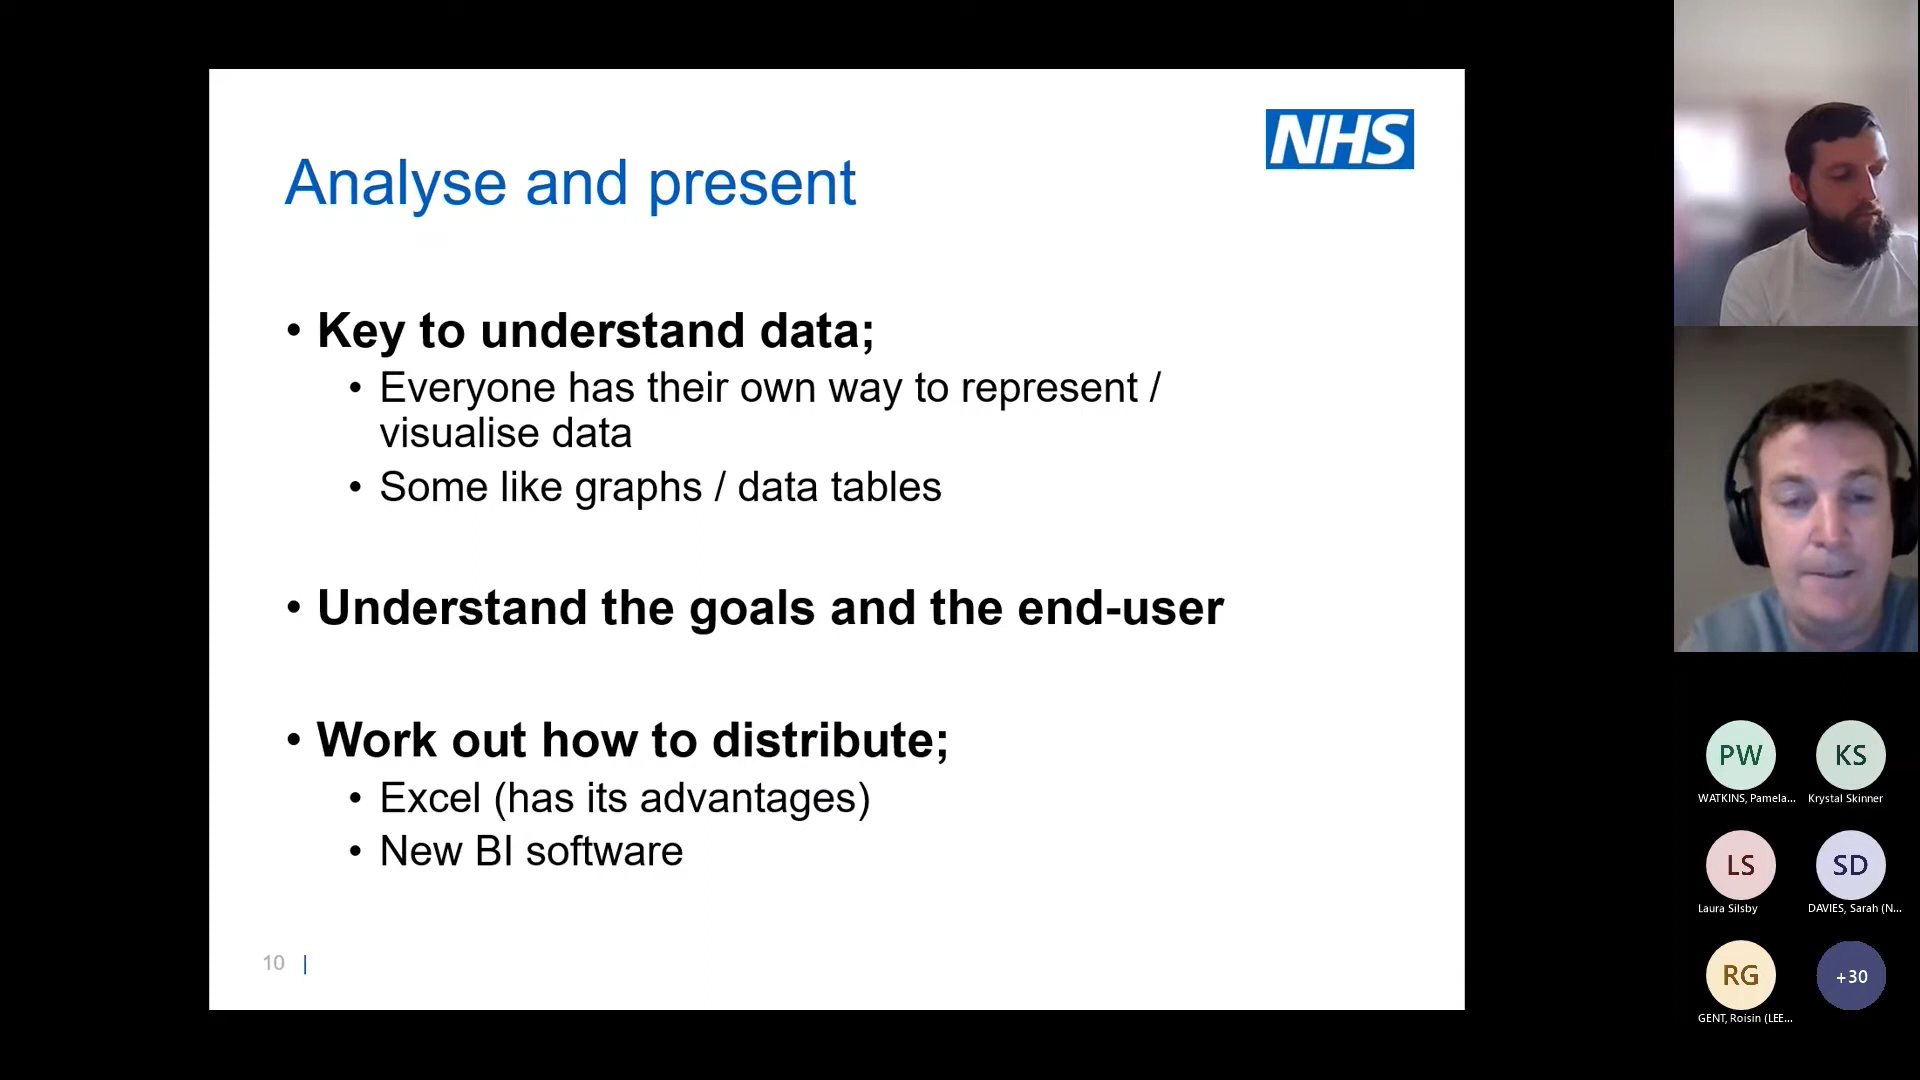 NHS
Analyse and present
• Key to understand data;
• Everyone has their own way to represent /
visualise data
• Some like graphs / data tables
• Understand the goals and the end-user
• Work out how to distribute;
• Excel (has its advantages)
• New BI software
10 |
PW
WATKINS, Pamela...
KS
Krystal Skinner
LS
Laura Silsby
SD
DAVIES, Sarah (N...
RG
GENT, Roisin (LEE...
+30